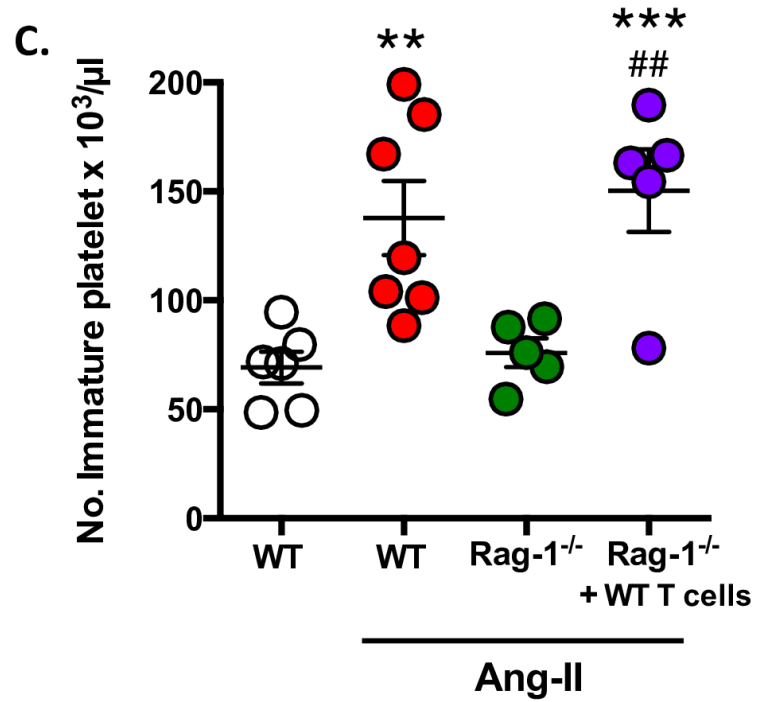 C.
No. Immature platelet x 10³/µl
**
***
##
200
150
100
50
0
WT
WT
Rag-1⁻/⁻
Rag-1⁻/⁻
+ WT T cells
Ang-II